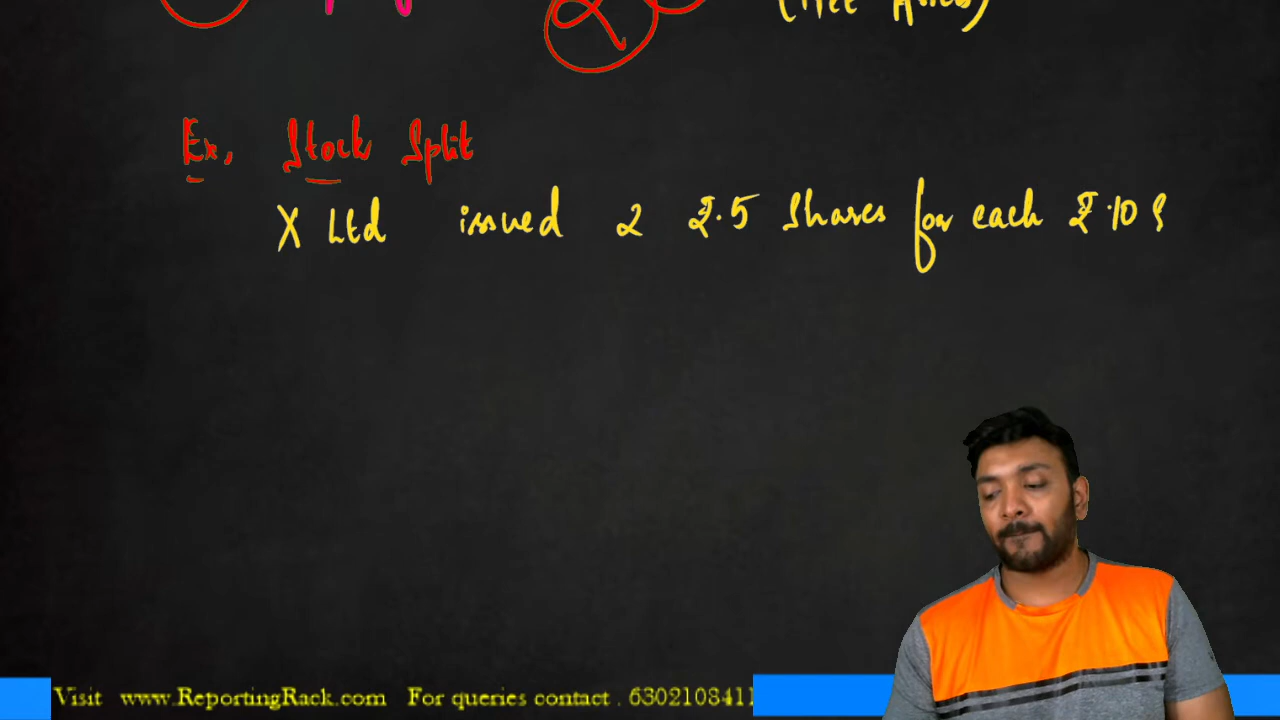 Ex. Stock Split
X Ltd issued 2 ₹.5 Shares for each ₹.10 S
Visit www.ReportingRack.com For queries contact . 6302108411